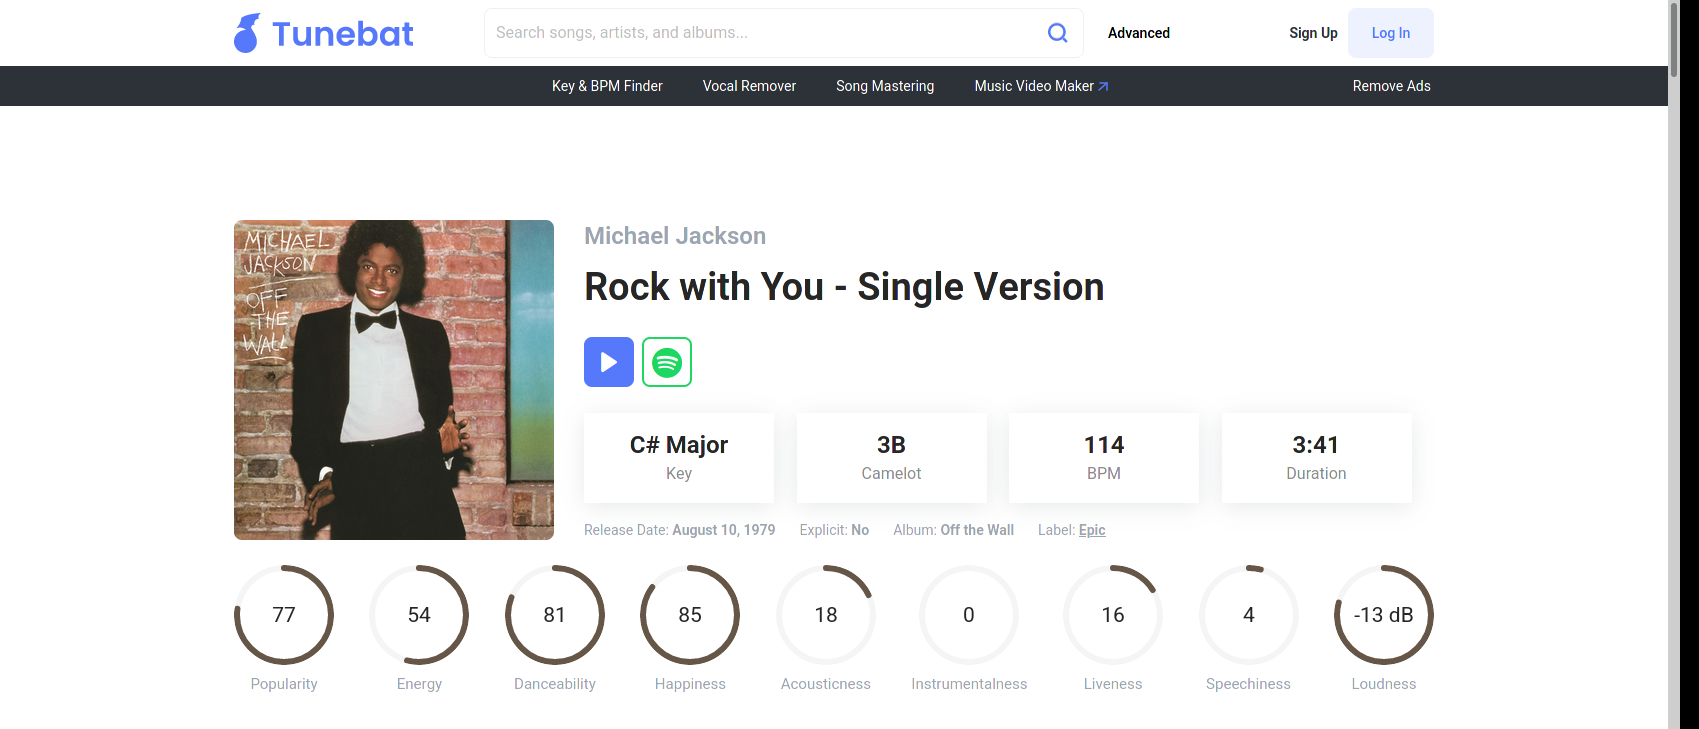 Tunebat
Search songs, artists, and albums...
Advanced
Sign Up
Log In
Key & BPM Finder
Vocal Remover
Song Mastering
Music Video Maker
Remove Ads
MICHAEL
JACKSON
OFF
THE
WALL
Michael Jackson
Rock with You - Single Version
C# Major
Key
3B
Camelot
114
BPM
3:41
Duration
Release Date: August 10, 1979
Explicit: No
Album: Off the Wall
Label: Epic
77
Popularity
54
Energy
81
Danceability
85
Happiness
18
Acousticness
0
Instrumentalness
16
Liveness
4
Speechiness
-13 dB
Loudness